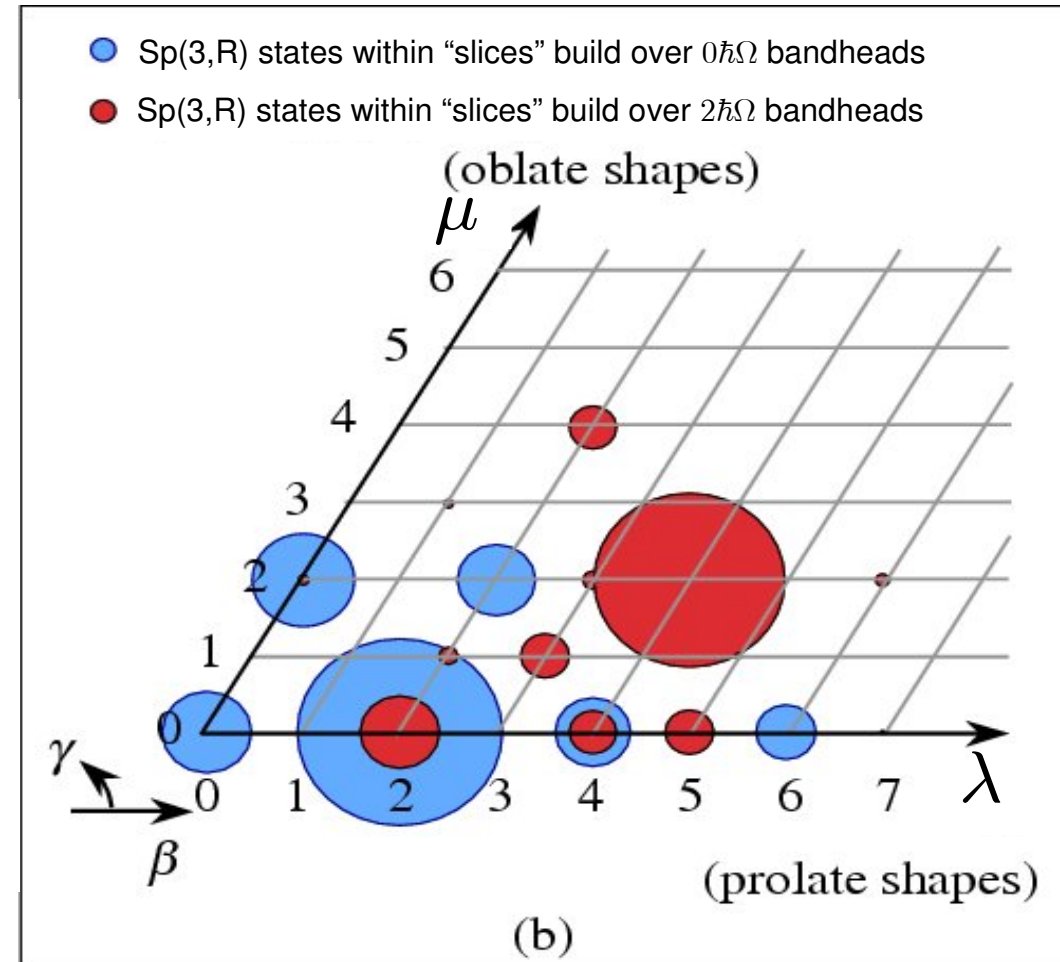 Sp(3,R) states within “slices” build over 0ℏΩ bandheads
Sp(3,R) states within “slices” build over 2ℏΩ bandheads
(oblate shapes)
μ
6
5
4
3
2
1
0
γ
β
0 1 2 3 4 5 6 7 λ
(prolate shapes)
(b)